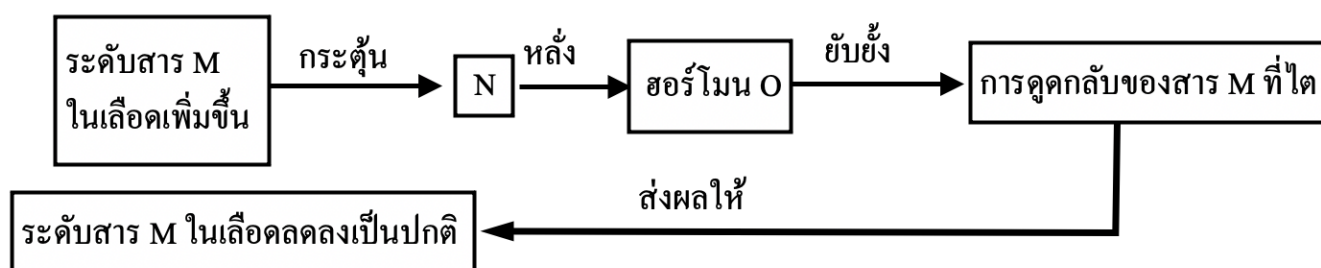 ระดับสาร M
ในเลือดเพิ่มขึ้น
กระตุ้น
N
หลั่ง
ฮอร์โมน O
ยับยั้ง
การดูดกลับของสาร M ที่ไต
ส่งผลให้
ระดับสาร M ในเลือดลดลงเป็นปกติ